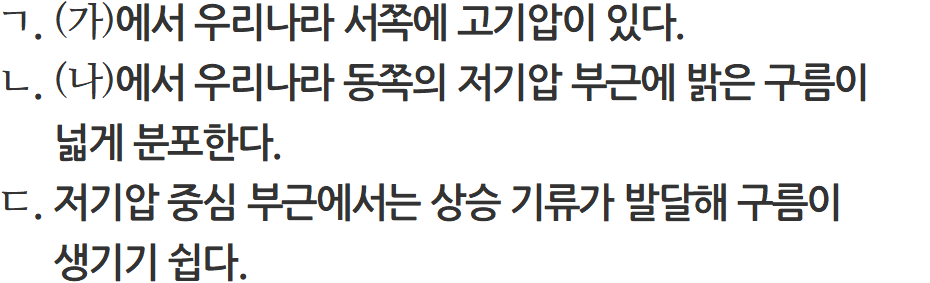 ㄱ. (가)에서 우리나라 서쪽에 고기압이 있다.
ㄴ. (나)에서 우리나라 동쪽의 저기압 부근에 밝은 구름이
넓게 분포한다.
ㄷ. 저기압 중심 부근에서는 상승 기류가 발달해 구름이
생기기 쉽다.